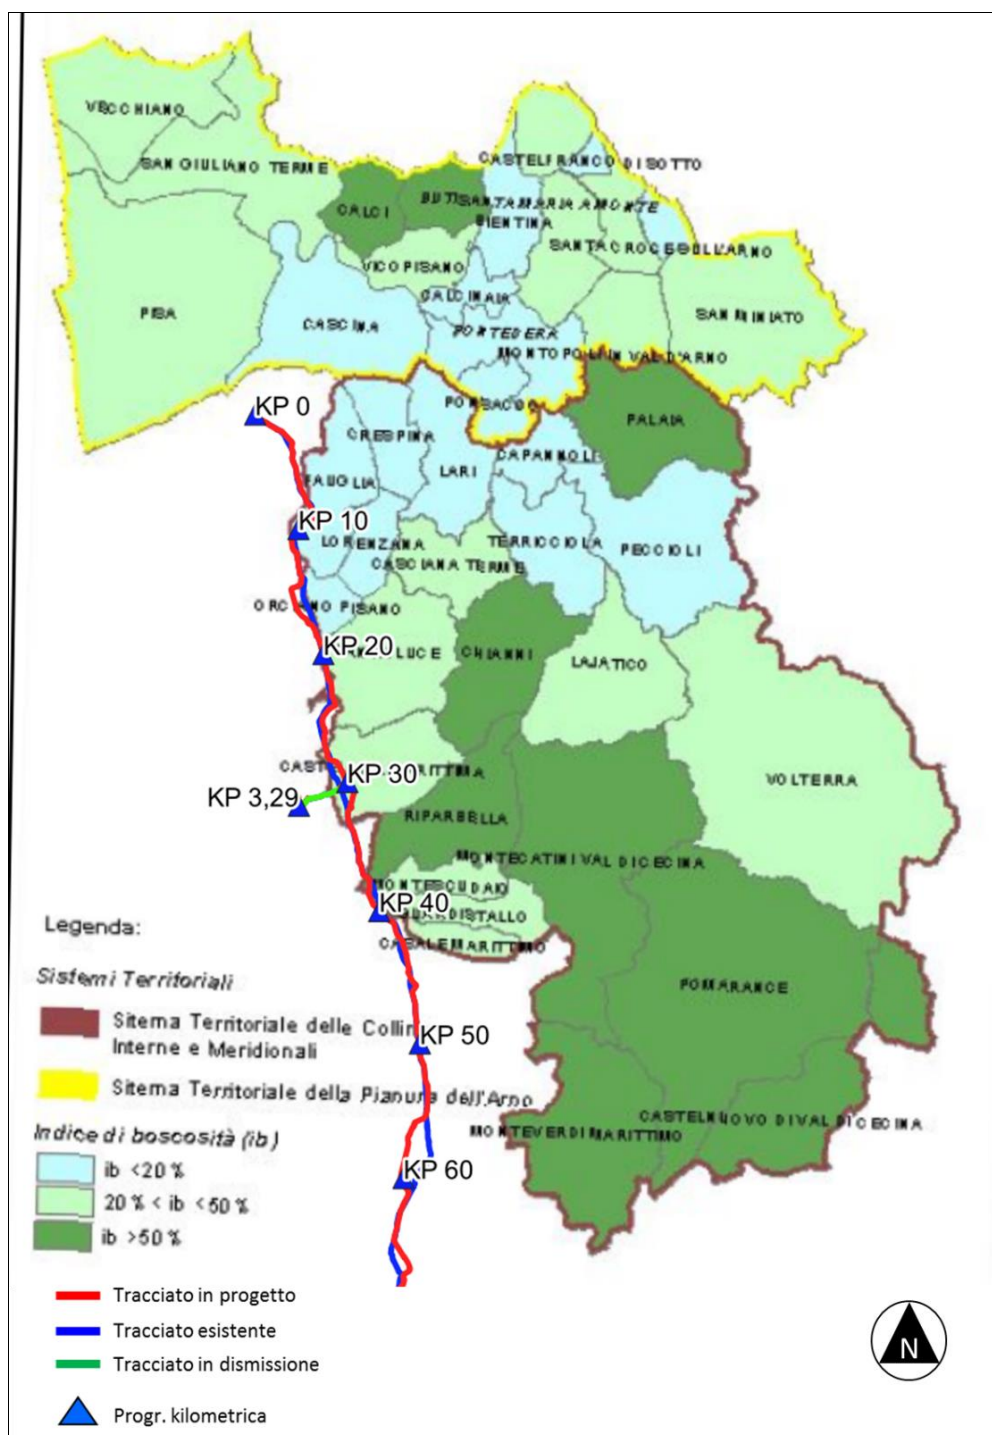 VECCHIANO
SAN GIULIANO TERME
CASTELFRANCO DI SOTTO
CALCI
BUTI
SANTA MARIA A MONTE
BIENTINA
SANTA CROCE SULL'ARNO
VICOPISANO
CALCINAIA
PISA
CASCINA
PONTEDERA
SAN MINIATO
MONTOPOLI IN VAL D'ARNO
KP 0
PONSACCO
PALAIA
CRESPINA
CAPANNOLI
LARI
FAUGLIA
KP 10
LORENZANA
TERRICCIOLA
PECCIOLI
CASCIANA TERME
ORCIANO PISANO
KP 20
LUCE
CHIANNI
LAJATICO
KP 30
VOLTERRA
KP 3,29
RIPARBELLA
MONTECATINI VAL DI CECINA
MONTESCUDAIO
KP 40
GUARDISTALLO
CASALE MARITTIMO
Legenda:
Sistemi Territoriali
POMARANCE
Sitema Territoriale delle Collin
Interne e Meridionali
KP 50
Sitema Territoriale della Pianura dell'Arno
CASTELNUOVO DI VAL DI CECINA
MONTEVERDI MARITTIMO
Indice di boscosità (ib)
ib <20 %
KP 60
20 % < ib <50 %
ib >50 %
Tracciato in progetto
Tracciato esistente
Tracciato in dismissione
Progr. kilometrica
N